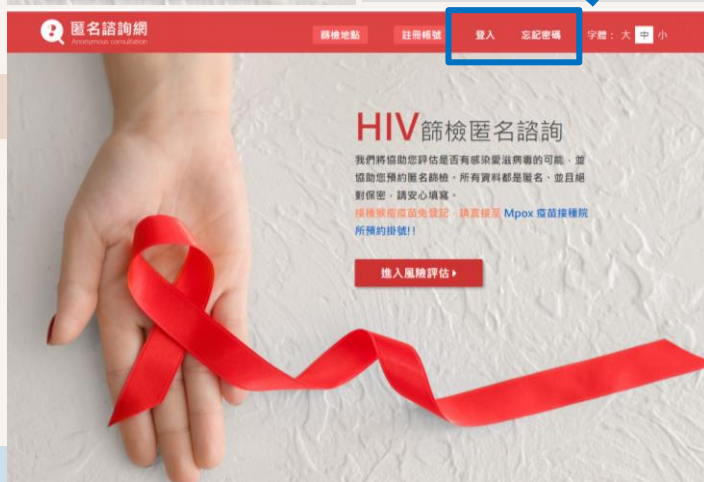 匿名諮詢網
Anonymous consultation
篩檢地點
註冊帳號
登入
忘記密碼
字體： 大 中 小
HIV篩檢匿名諮詢
我們將協助您評估是否有感染愛滋病毒的可能，並
協助您預約匿名篩檢。所有資料都是匿名、並且絕
對保密，請安心填寫。
接種猴痘疫苗免登記，請直接至 Mpox 疫苗接種院
所預約掛號!!
進入風險評估